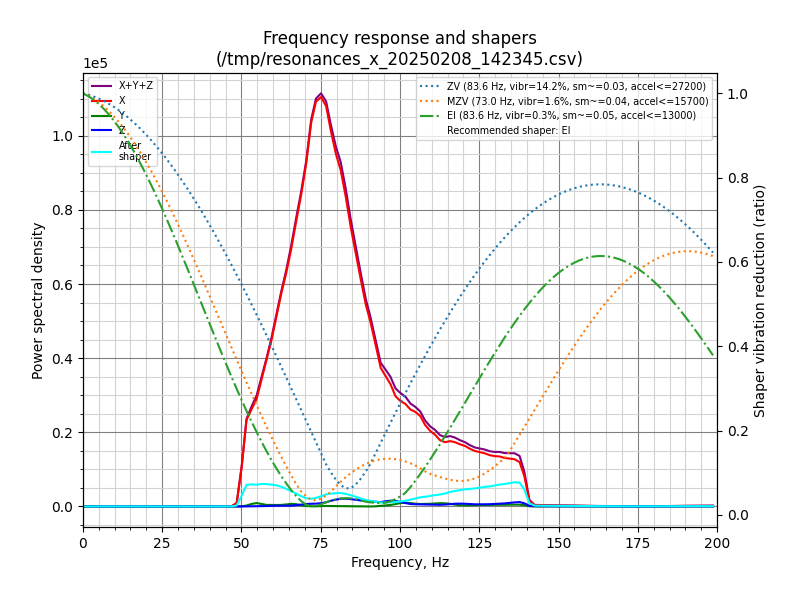 Frequency response and shapers
(/tmp/resonances_x_20250208_142345.csv)
1e5
X+Y+Z
X
Y
Z
After
shaper
ZV (83.6 Hz, vibr=14.2%, sm~=0.03, accel<=27200)
MZV (73.0 Hz, vibr=1.6%, sm~=0.04, accel<=15700)
EI (83.6 Hz, vibr=0.3%, sm~=0.05, accel<=13000)
Recommended shaper: EI
Power spectral density
1.0
0.8
0.6
0.4
0.2
0.0
1.0
0.8
0.6
0.4
0.2
0.0
Shaper vibration reduction (ratio)
0 25 50 75 100 125 150 175 200
Frequency, Hz